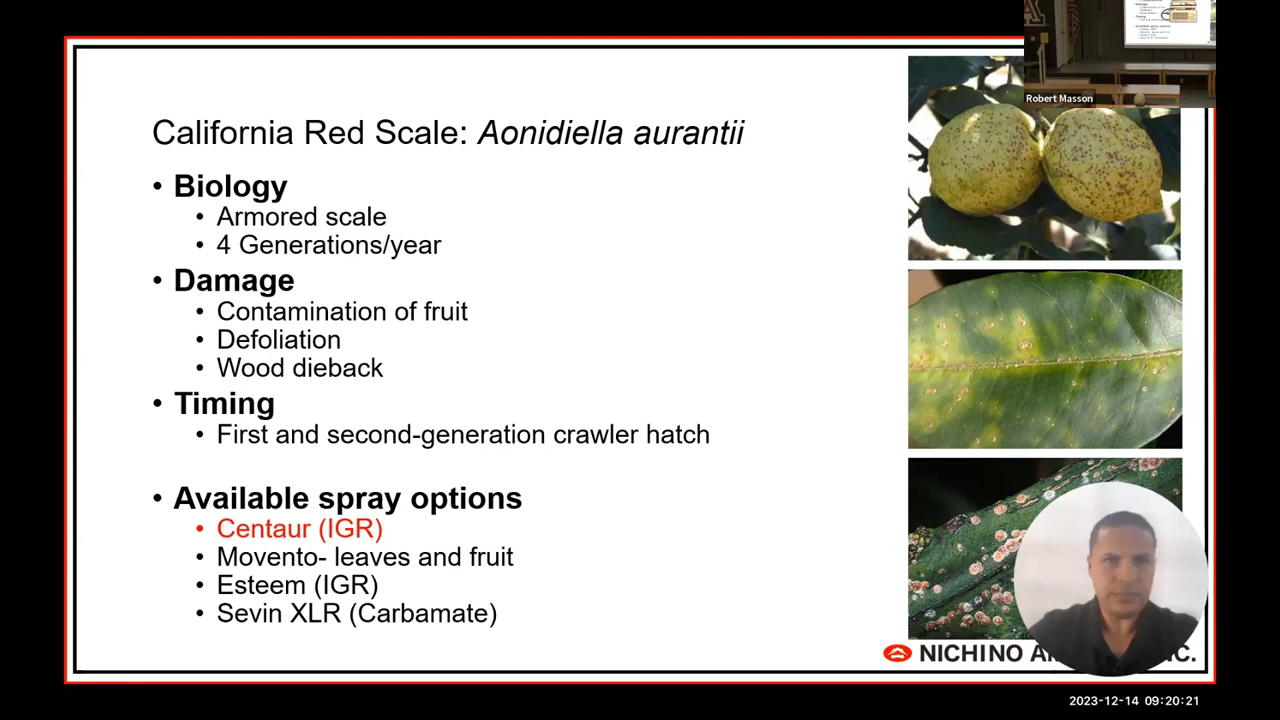 Robert Masson
California Red Scale: Aonidiella aurantii
• Biology
• Armored scale
• 4 Generations/year
• Damage
• Contamination of fruit
• Defoliation
• Wood dieback
• Timing
• First and second-generation crawler hatch
• Available spray options
• Centaur (IGR)
• Movento- leaves and fruit
• Esteem (IGR)
• Sevin XLR (Carbamate)
NICHINO
2023-12-14 09:20:21